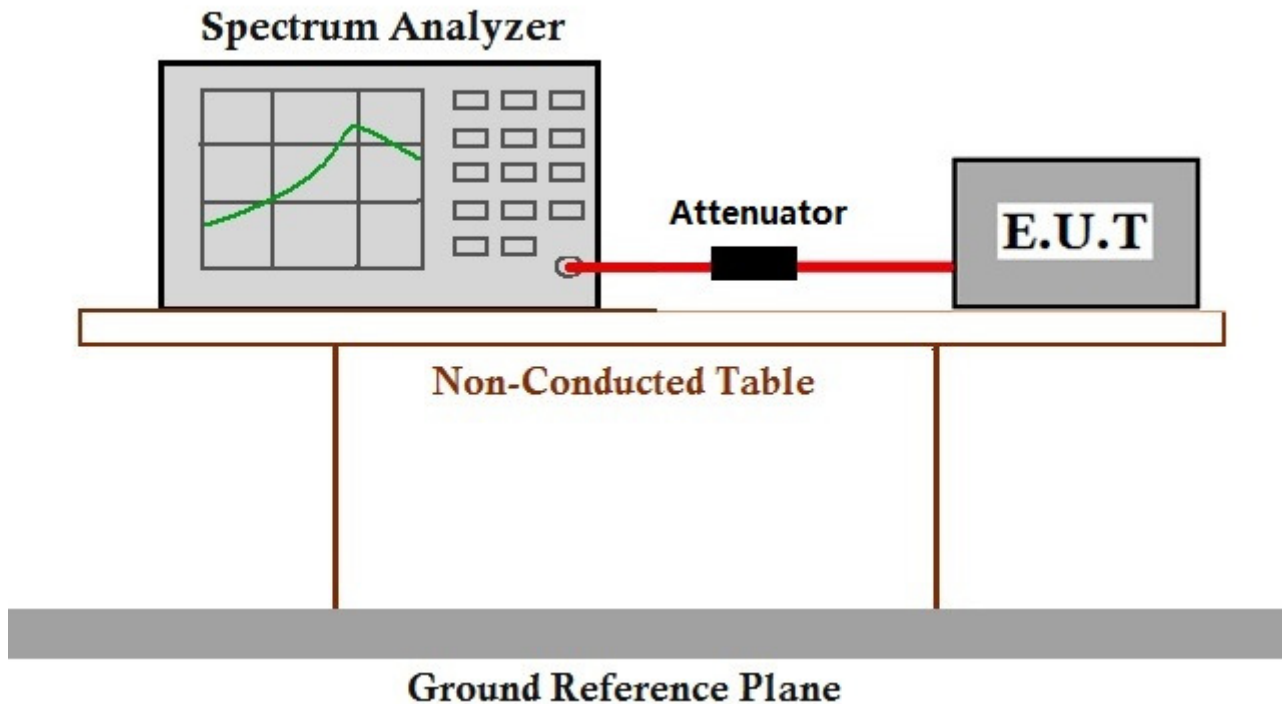 Spectrum Analyzer
Attenuator
E.U.T
Non-Conducted Table
Ground Reference Plane